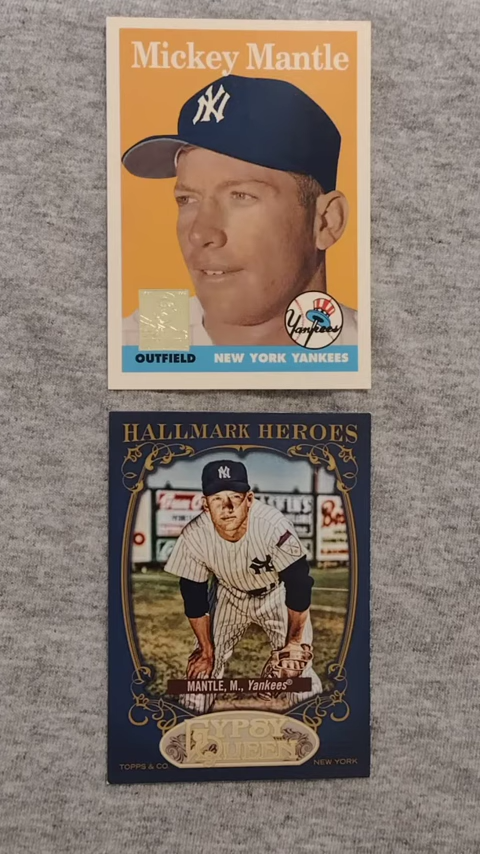 Mickey Mantle
NY
Yankees
OUTFIELD NEW YORK YANKEES
HALLMARK HEROES
NY
NY
MANTLE, M., Yankees®
GYPSY
QUEEN
TOPPS & CO. NEW YORK